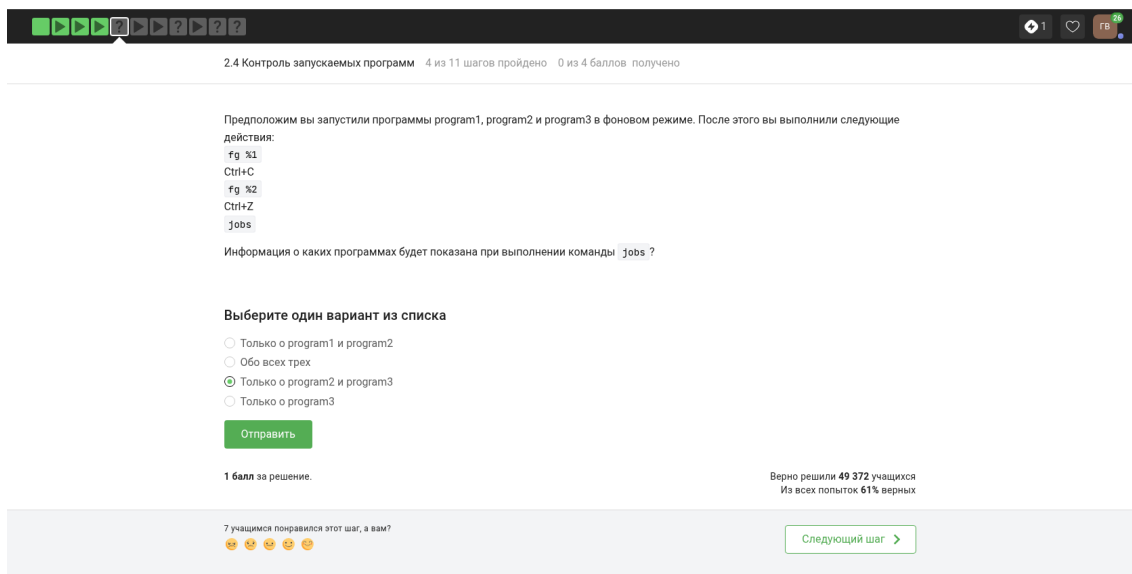 ?
?
?
?
1
ГВ
26
2.4 Контроль запускаемых программ 4 из 11 шагов пройдено 0 из 4 баллов получено
Предположим вы запустили программы program1, program2 и program3 в фоновом режиме. После этого вы выполнили следующие
действия:
fg %1
Ctrl+C
fg %2
Ctrl+Z
jobs
Информация о каких программах будет показана при выполнении команды jobs ?
Выберите один вариант из списка
Только о program1 и program2
Обо всех трех
Только о program2 и program3
Только о program3
Отправить
1 балл за решение.
Верно решили 49 372 учащихся
Из всех попыток 61% верных
7 учащимся понравился этот шаг, а вам?
Следующий шаг